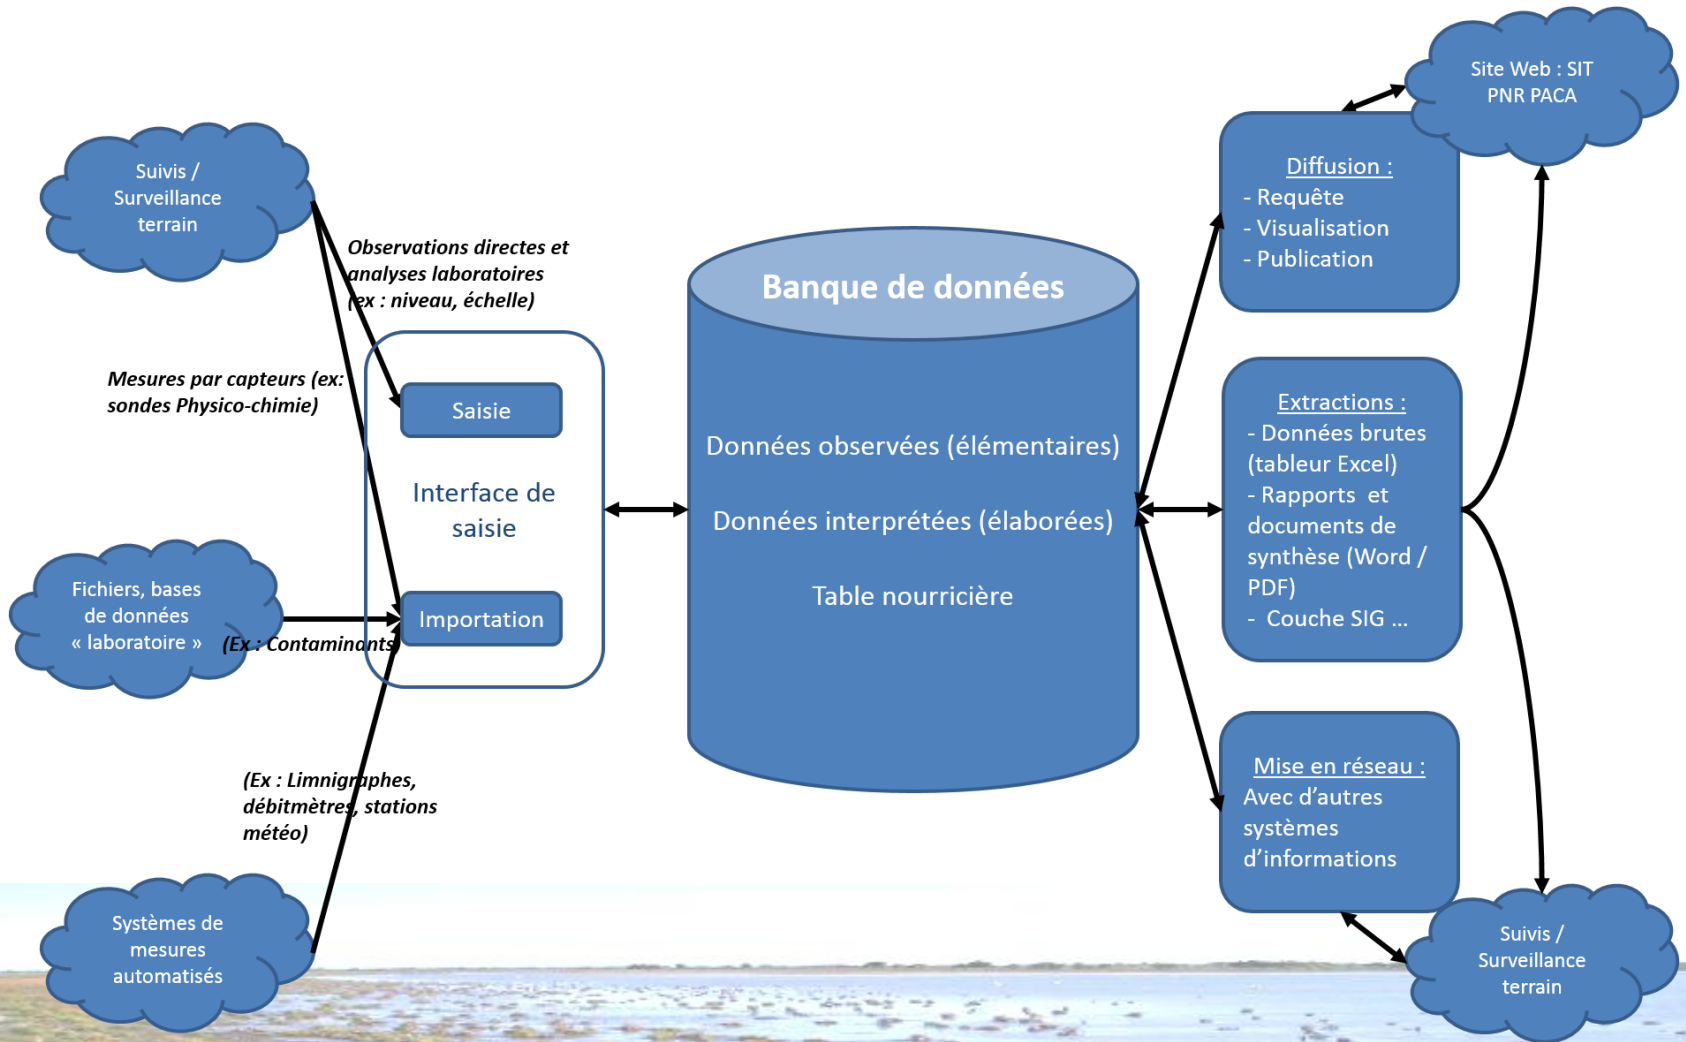 Suivis /
Surveillance
terrain
Observations directes et
analyses laboratoires
(ex : niveau, échelle)
Mesures par capteurs (ex:
sondes Physico-chimie)
Saisie
Interface de
saisie
Importation
Fichiers, bases
de données
« laboratoire »
(Ex : Contaminants)
(Ex : Limnigraphes,
débitmètres, stations
météo)
Systèmes de
mesures
automatisés
Banque de données
Données observées (élémentaires)
Données interprétées (élaborées)
Table nourricière
Site Web : SIT
PNR PACA
Diffusion :
- Requête
- Visualisation
- Publication
Extractions :
- Données brutes
(tableur Excel)
- Rapports et
documents de
synthèse (Word /
PDF)
- Couche SIG ...
Mise en réseau :
Avec d’autres
systèmes
d’informations
Suivis /
Surveillance
terrain